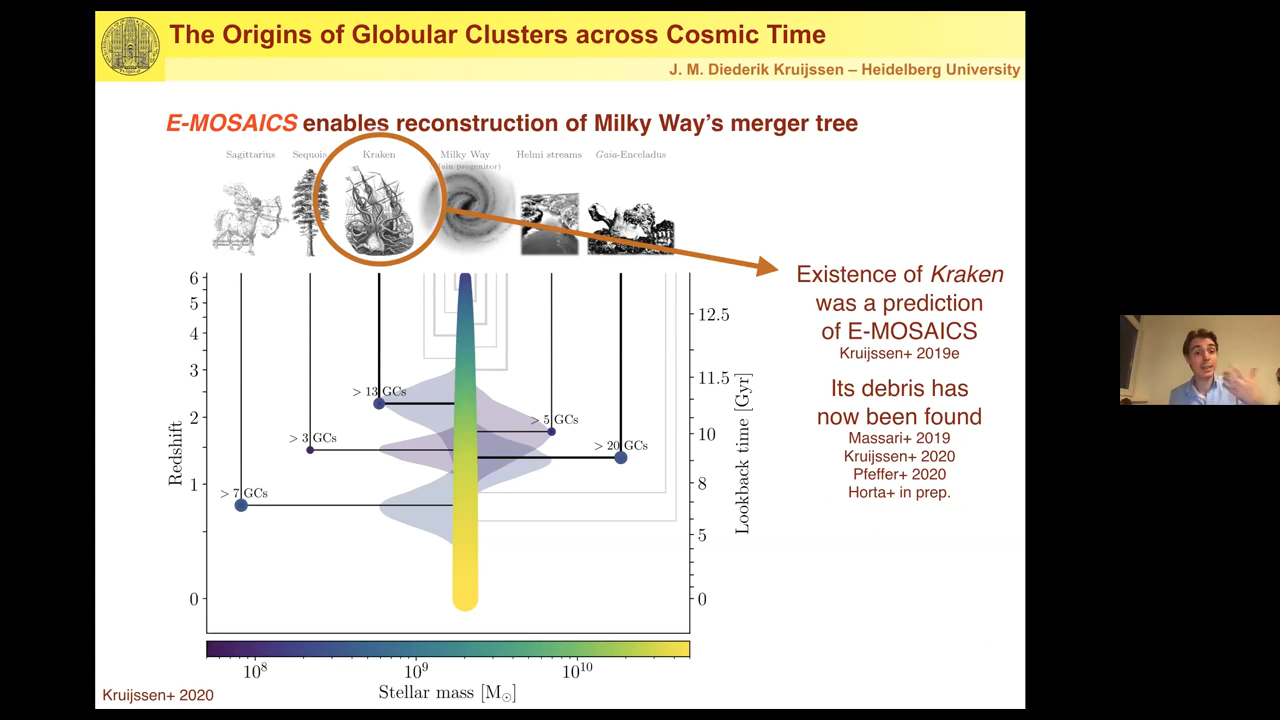 The Origins of Globular Clusters across Cosmic Time
J. M. Diederik Kruijssen – Heidelberg University
E-MOSAICS enables reconstruction of Milky Way's merger tree
Sagittarius
Sequoia
Kraken
Milky Way
(main progenitor)
Helmi streams
Gaia-Enceladus
Existence of Kraken
was a prediction
of E-MOSAICS
Kruijssen+ 2019e
Its debris has
now been found
Massari+ 2019
Kruijssen+ 2020
Pfeffer+ 2020
Horta+ in prep.
Redshift
6
5
4
3
2
1
0
> 13 GCs
> 5 GCs
> 3 GCs
> 20 GCs
> 7 GCs
12.5
11.5
10
8
5
0
Lookback time [Gyr]
10⁸
10⁹
10¹⁰
Stellar mass [M☉]
Kruijssen+ 2020